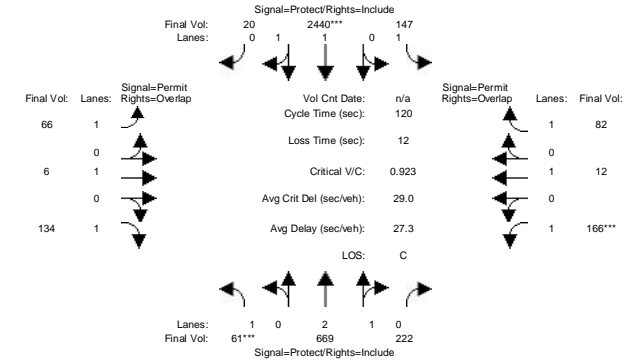 Signal=Protect/Rights=Include
Final Vol: 20 2440*** 147
Lanes: 0 1 1 0 1
Signal=Permit Signal=Permit
Final Vol: Lanes: Rights=Overlap Vol Cnt Date: n/a Rights=Overlap Lanes: Final Vol:
Cycle Time (sec): 120
66 1 1 82
Loss Time (sec): 12
0 0
6 1 Critical V/C: 0.923 1 12
0 Avg Crit Del (sec/veh): 29.0 0
134 1 Avg Delay (sec/veh): 27.3 1 166***
LOS: C
Lanes: 1 0 2 1 0
Final Vol: 61*** 669 222
Signal=Protect/Rights=Include